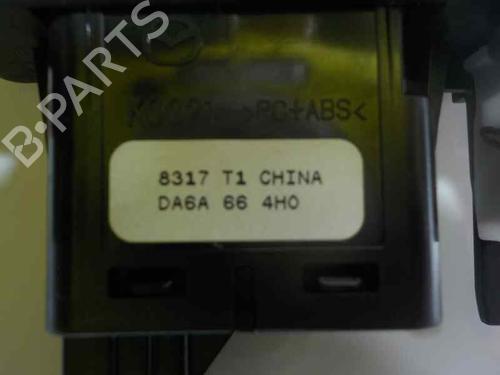 B-PARTS
>PC+ABS<
8317 T1 CHINA
DA6A 66 4H0